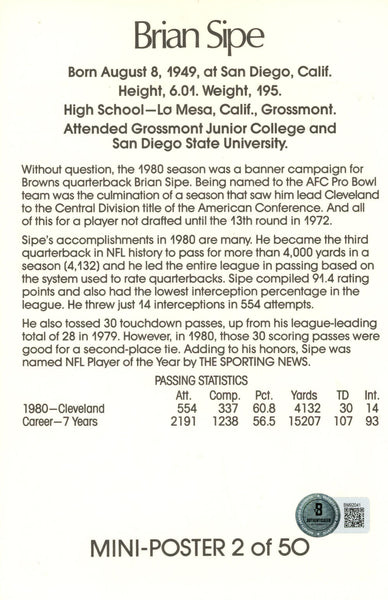 Brian Sipe
Born August 8, 1949, at San Diego, Calif.
Height, 6.01. Weight, 195.
High School—La Mesa, Calif., Grossmont.
Attended Grossmont Junior College and
San Diego State University.
Without question, the 1980 season was a banner campaign for
Browns quarterback Brian Sipe. Being named to the AFC Pro Bowl
team was the culmination of a season that saw him lead Cleveland
to the Central Division title of the American Conference. And all
of this for a player not drafted until the 13th round in 1972.
Sipe's accomplishments in 1980 are many. He became the third
quarterback in NFL history to pass for more than 4,000 yards in a
season (4,132) and he led the entire league in passing based on
the system used to rate quarterbacks. Sipe compiled 91.4 rating
points and also had the lowest interception percentage in the
league. He threw just 14 interceptions in 554 attempts.
He also tossed 30 touchdown passes, up from his league-leading
total of 28 in 1979. However, in 1980, those 30 scoring passes were
good for a second-place tie. Adding to his honors, Sipe was
named NFL Player of the Year by THE SPORTING NEWS.
PASSING STATISTICS
Att. Comp. Pct. Yards TD Int.
1980—Cleveland 554 337 60.8 4132 30 14
Career—7 Years 2191 1238 56.5 15207 107 93
MINI-POSTER 2 of 50